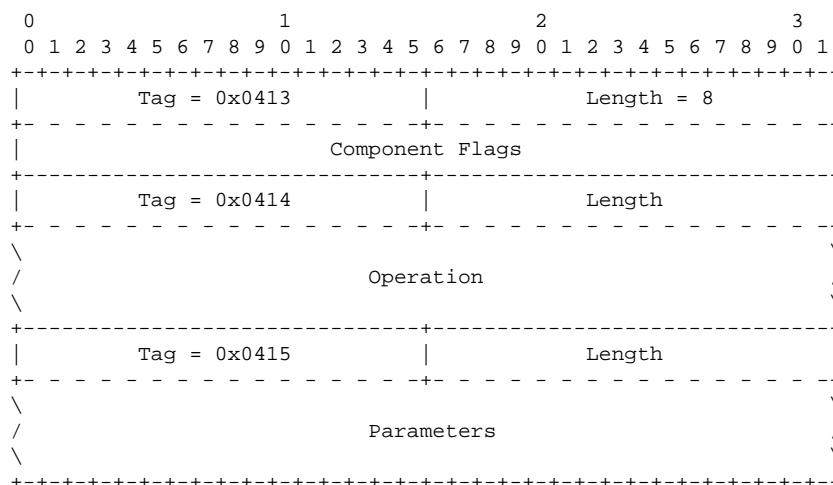 0                   1                   2                   3
 0 1 2 3 4 5 6 7 8 9 0 1 2 3 4 5 6 7 8 9 0 1 2 3 4 5 6 7 8 9 0 1
+-+-+-+-+-+-+-+-+-+-+-+-+-+-+-+-+-+-+-+-+-+-+-+-+-+-+-+-+-+-+-+-
|         Tag = 0x0413          |            Length = 8
+- - - - - - - - - - - - - - - -+- - - - - - - - - - - - - - - -
|                        Component Flags
+-------------------------------+-------------------------------
|         Tag = 0x0414          |            Length
+- - - - - - - - - - - - - - - -+- - - - - - - - - - - - - - - -
\                                                               \
/                           Operation                           /
\                                                               \
+-------------------------------+-------------------------------
|         Tag = 0x0415          |            Length
+- - - - - - - - - - - - - - - -+- - - - - - - - - - - - - - - -
\                                                               \
/                           Parameters                          /
\                                                               \
+-+-+-+-+-+-+-+-+-+-+-+-+-+-+-+-+-+-+-+-+-+-+-+-+-+-+-+-+-+-+-+-